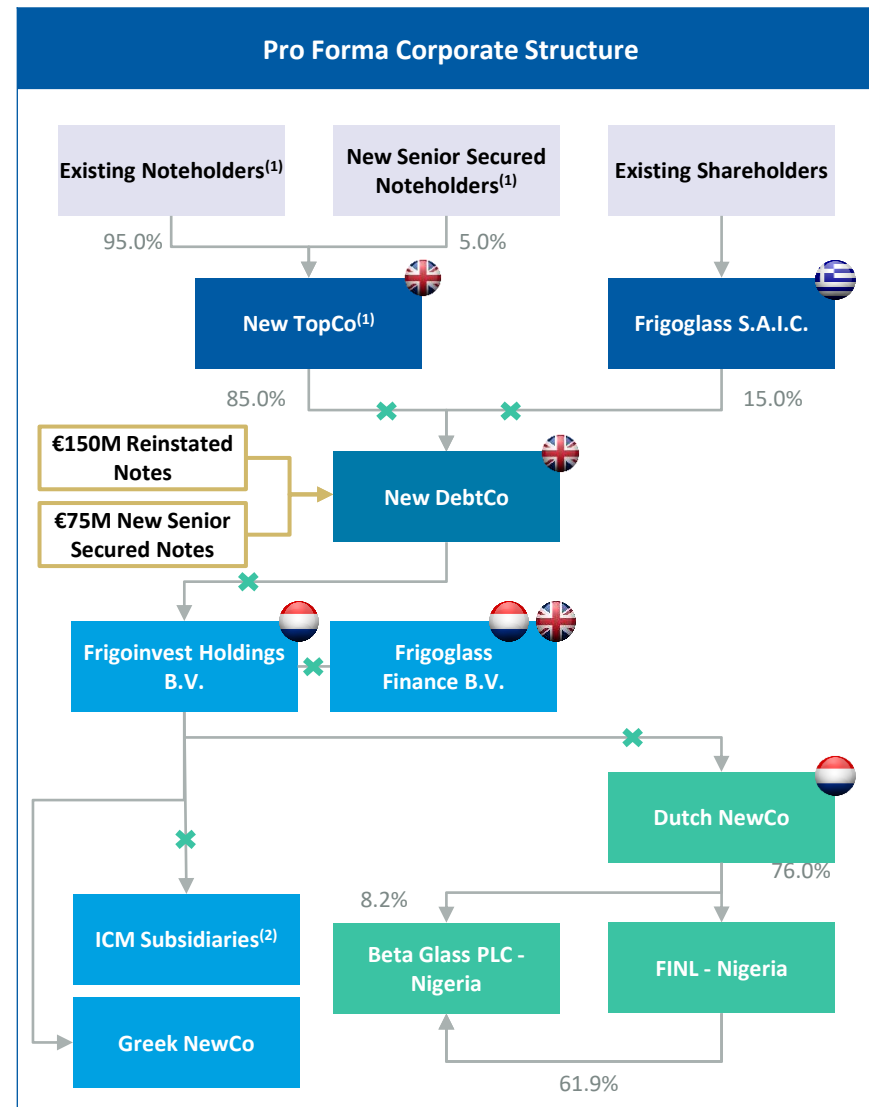 Pro Forma Corporate Structure
Existing Noteholders(1)
New Senior Secured
Noteholders(1)
Existing Shareholders
95.0%
5.0%
New TopCo(1)
Frigoglass S.A.I.C.
85.0%
15.0%
€150M Reinstated
Notes
New DebtCo
€75M New Senior
Secured Notes
Frigoinvest Holdings
B.V.
Frigoglass
Finance B.V.
Dutch NewCo
76.0%
8.2%
ICM Subsidiaries(2)
Beta Glass PLC -
Nigeria
FINL - Nigeria
Greek NewCo
61.9%